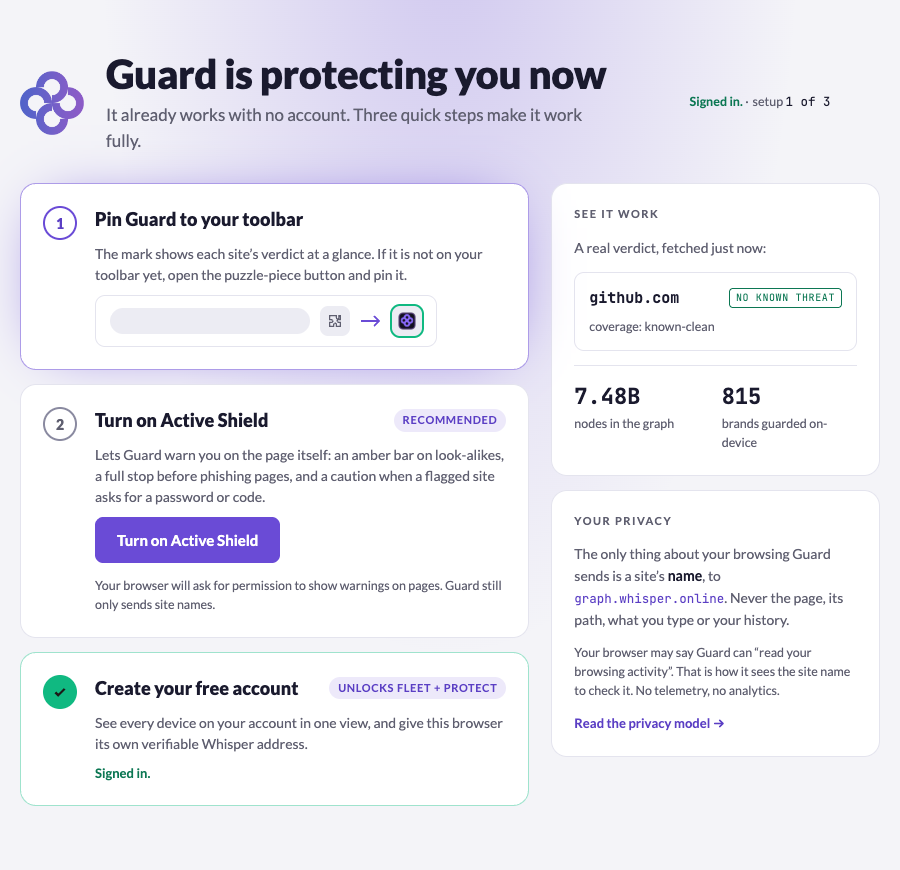 Guard is protecting you now
It already works with no account. Three quick steps make it work
fully.
Signed in. · setup 1 of 3
1
Pin Guard to your toolbar
The mark shows each site’s verdict at a glance. If it is not on your
toolbar yet, open the puzzle-piece button and pin it.
2
Turn on Active Shield
RECOMMENDED
Lets Guard warn you on the page itself: an amber bar on look-alikes,
a full stop before phishing pages, and a caution when a flagged site
asks for a password or code.
Turn on Active Shield
Your browser will ask for permission to show warnings on pages. Guard still
only sends site names.
Create your free account
UNLOCKS FLEET + PROTECT
See every device on your account in one view, and give this browser
its own verifiable Whisper address.
Signed in.
SEE IT WORK
A real verdict, fetched just now:
github.com
NO KNOWN THREAT
coverage: known-clean
7.48B
nodes in the graph
815
brands guarded on-
device
YOUR PRIVACY
The only thing about your browsing Guard
sends is a site’s name, to
graph.whisper.online. Never the page, its
path, what you type or your history.
Your browser may say Guard can “read your
browsing activity”. That is how it sees the site name
to check it. No telemetry, no analytics.
Read the privacy model →